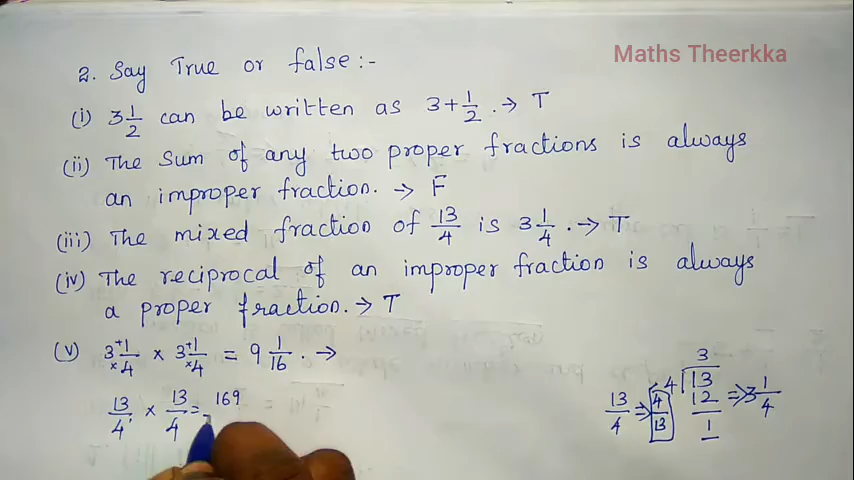 Maths Theerkka
2. Say True or false:-
(i) 3 1/2 can be written as 3+1/2. → T
(ii) The Sum of any two proper fractions is always
an improper fraction. → F
(iii) The mixed fraction of 13/4 is 3 1/4. → T
(iv) The reciprocal of an improper fraction is always
a proper fraction. → T
(v) 3 + 1/4 × 3 + 1/4 = 9 1/16. →
13/4 × 13/4 = 169
3
13/4 ⇒ 4/13 4 13 ⇒ 3 1/4
12
1